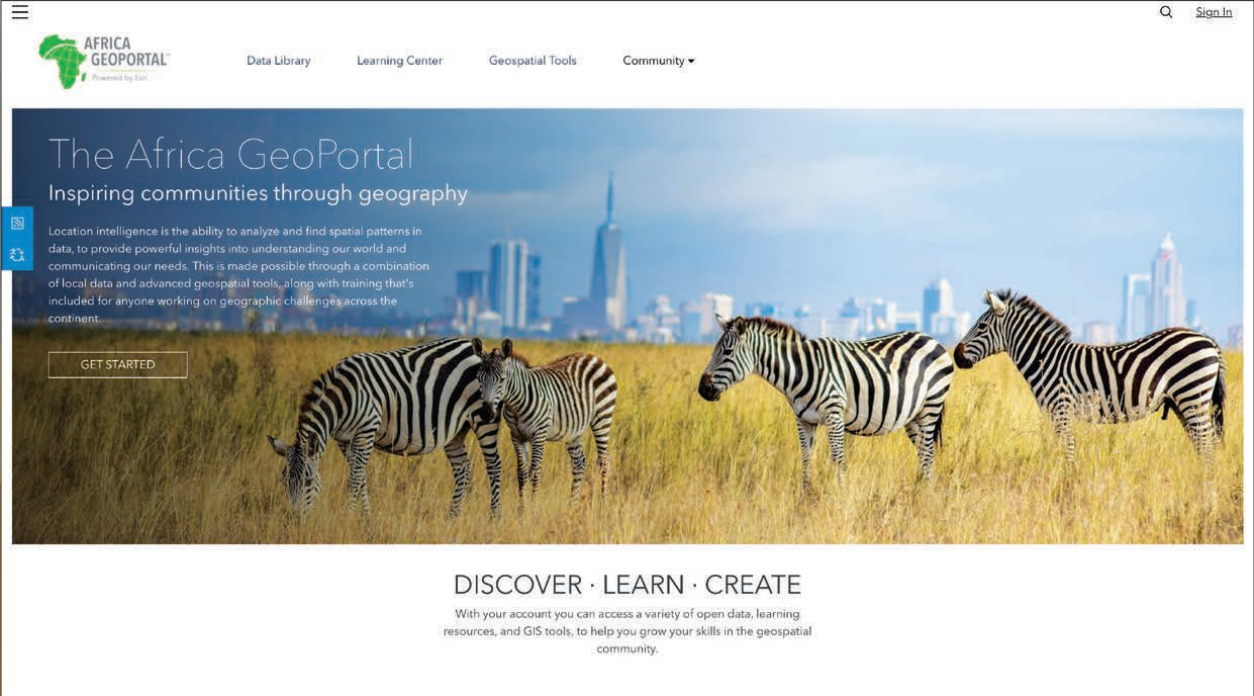 Sign In
AFRICA
GEOPORTAL™
Powered by Esri
Data Library
Learning Center
Geospatial Tools
Community
The Africa GeoPortal
Inspiring communities through geography
Location intelligence is the ability to analyze and find spatial patterns in
data, to provide powerful insights into understanding our world and
communicating our needs. This is made possible through a combination
of local data and advanced geospatial tools, along with training that's
included for anyone working on geographic challenges across the
continent.
GET STARTED
DISCOVER · LEARN · CREATE
With your account you can access a variety of open data, learning
resources, and GIS tools, to help you grow your skills in the geospatial
community.